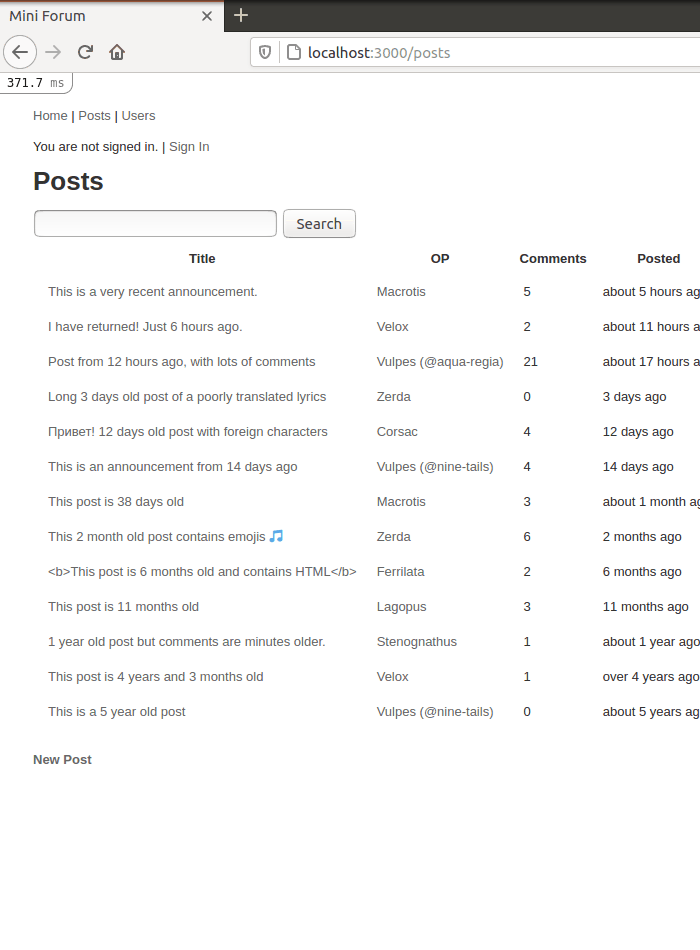 Mini Forum
localhost:3000/posts
371.7 ms
Home | Posts | Users
You are not signed in. | Sign In
Posts
Search
Title OP Comments Posted
This is a very recent announcement. Macrotis 5 about 5 hours ag
I have returned! Just 6 hours ago. Velox 2 about 11 hours a
Post from 12 hours ago, with lots of comments Vulpes (@aqua-regia) 21 about 17 hours a
Long 3 days old post of a poorly translated lyrics Zerda 0 3 days ago
Привет! 12 days old post with foreign characters Corsac 4 12 days ago
This is an announcement from 14 days ago Vulpes (@nine-tails) 4 14 days ago
This post is 38 days old Macrotis 3 about 1 month ag
This 2 month old post contains emojis 🎵 Zerda 6 2 months ago
<b>This post is 6 months old and contains HTML</b> Ferrilata 2 6 months ago
This post is 11 months old Lagopus 3 11 months ago
1 year old post but comments are minutes older. Stenognathus 1 about 1 year ago
This post is 4 years and 3 months old Velox 1 over 4 years ago
This is a 5 year old post Vulpes (@nine-tails) 0 about 5 years ag
New Post